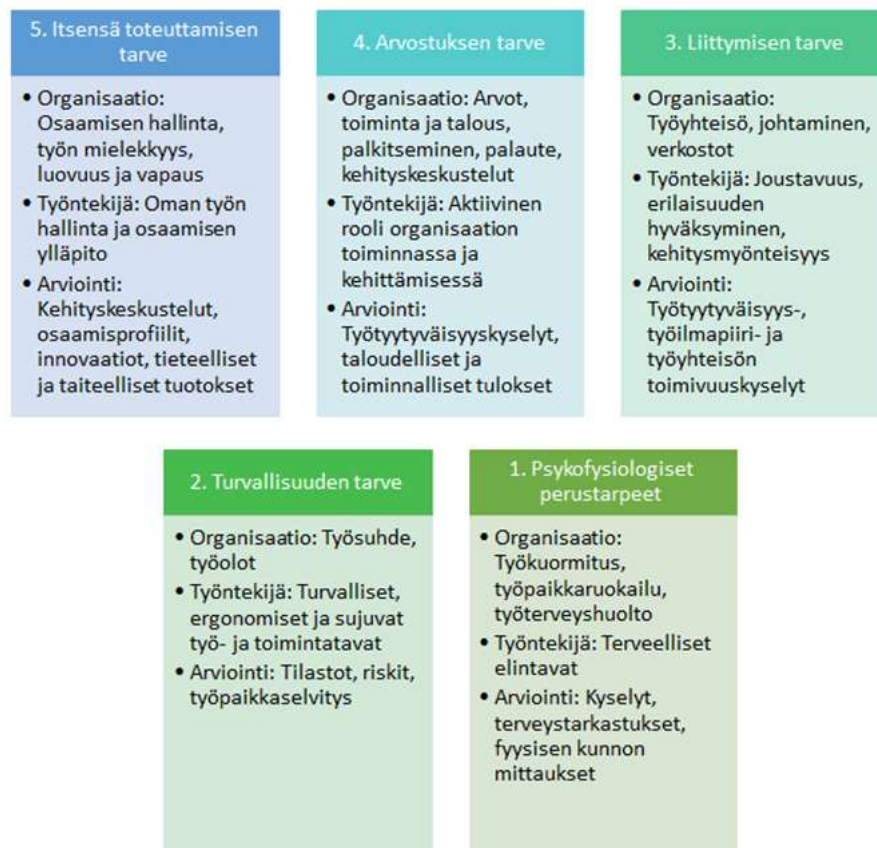 5. Itsensä toteuttamisen
tarve
• Organisaatio:
Osaamisen hallinta,
työn mielekkyys,
luovuus ja vapaus
• Työntekijä: Oman työn
hallinta ja osaamisen
ylläpito
• Arviointi:
Kehityskeskustelut,
osaamisprofiilit,
innovaatiot, tieteelliset
ja taiteelliset tuotokset
4. Arvostuksen tarve
• Organisaatio: Arvot,
toiminta ja talous,
palkitseminen, palaute,
kehityskeskustelut
• Työntekijä: Aktiivinen
rooli organisaation
toiminnassa ja
kehittämisessä
• Arviointi:
Työtyytyväisyyskyselyt,
taloudelliset ja
toiminnalliset tulokset
3. Liittymisen tarve
• Organisaatio:
Työyhteisö, johtaminen,
verkostot
• Työntekijä: Joustavuus,
erilaisuuden
hyväksyminen,
kehitysmyönteisyys
• Arviointi:
Työtyytyväisyys-,
työilmapiiri- ja
työyhteisön
toimivuuskyselyt
2. Turvallisuuden tarve
• Organisaatio: Työsuhde,
työolot
• Työntekijä: Turvalliset,
ergonomiset ja sujuvat
työ- ja toimintatavat
• Arviointi: Tilastot, riskit,
työpaikkaselvitys
1. Psykofysiologiset
perustarpeet
• Organisaatio:
Työkuormitus,
työpaikkaruokailu,
työterveyshuolto
• Työntekijä: Terveelliset
elintavat
• Arviointi: Kyselyt,
terveystarkastukset,
fyysisen kunnon
mittaukset